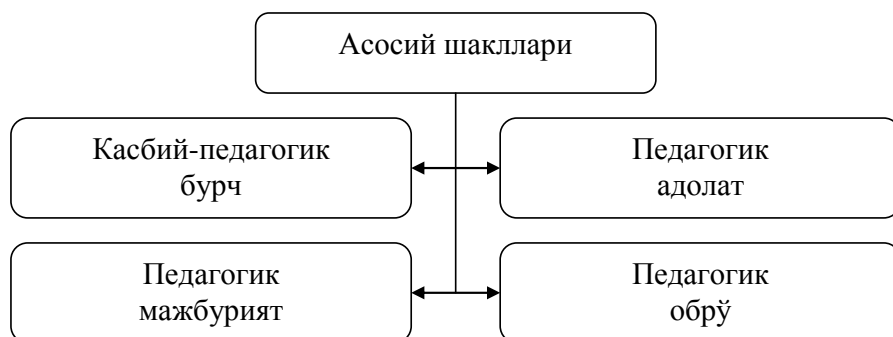 Асосий шакллари
Касбий-педагогик
бурч
Педагогик
адолат
Педагогик
мажбурият
Педагогик
обрў